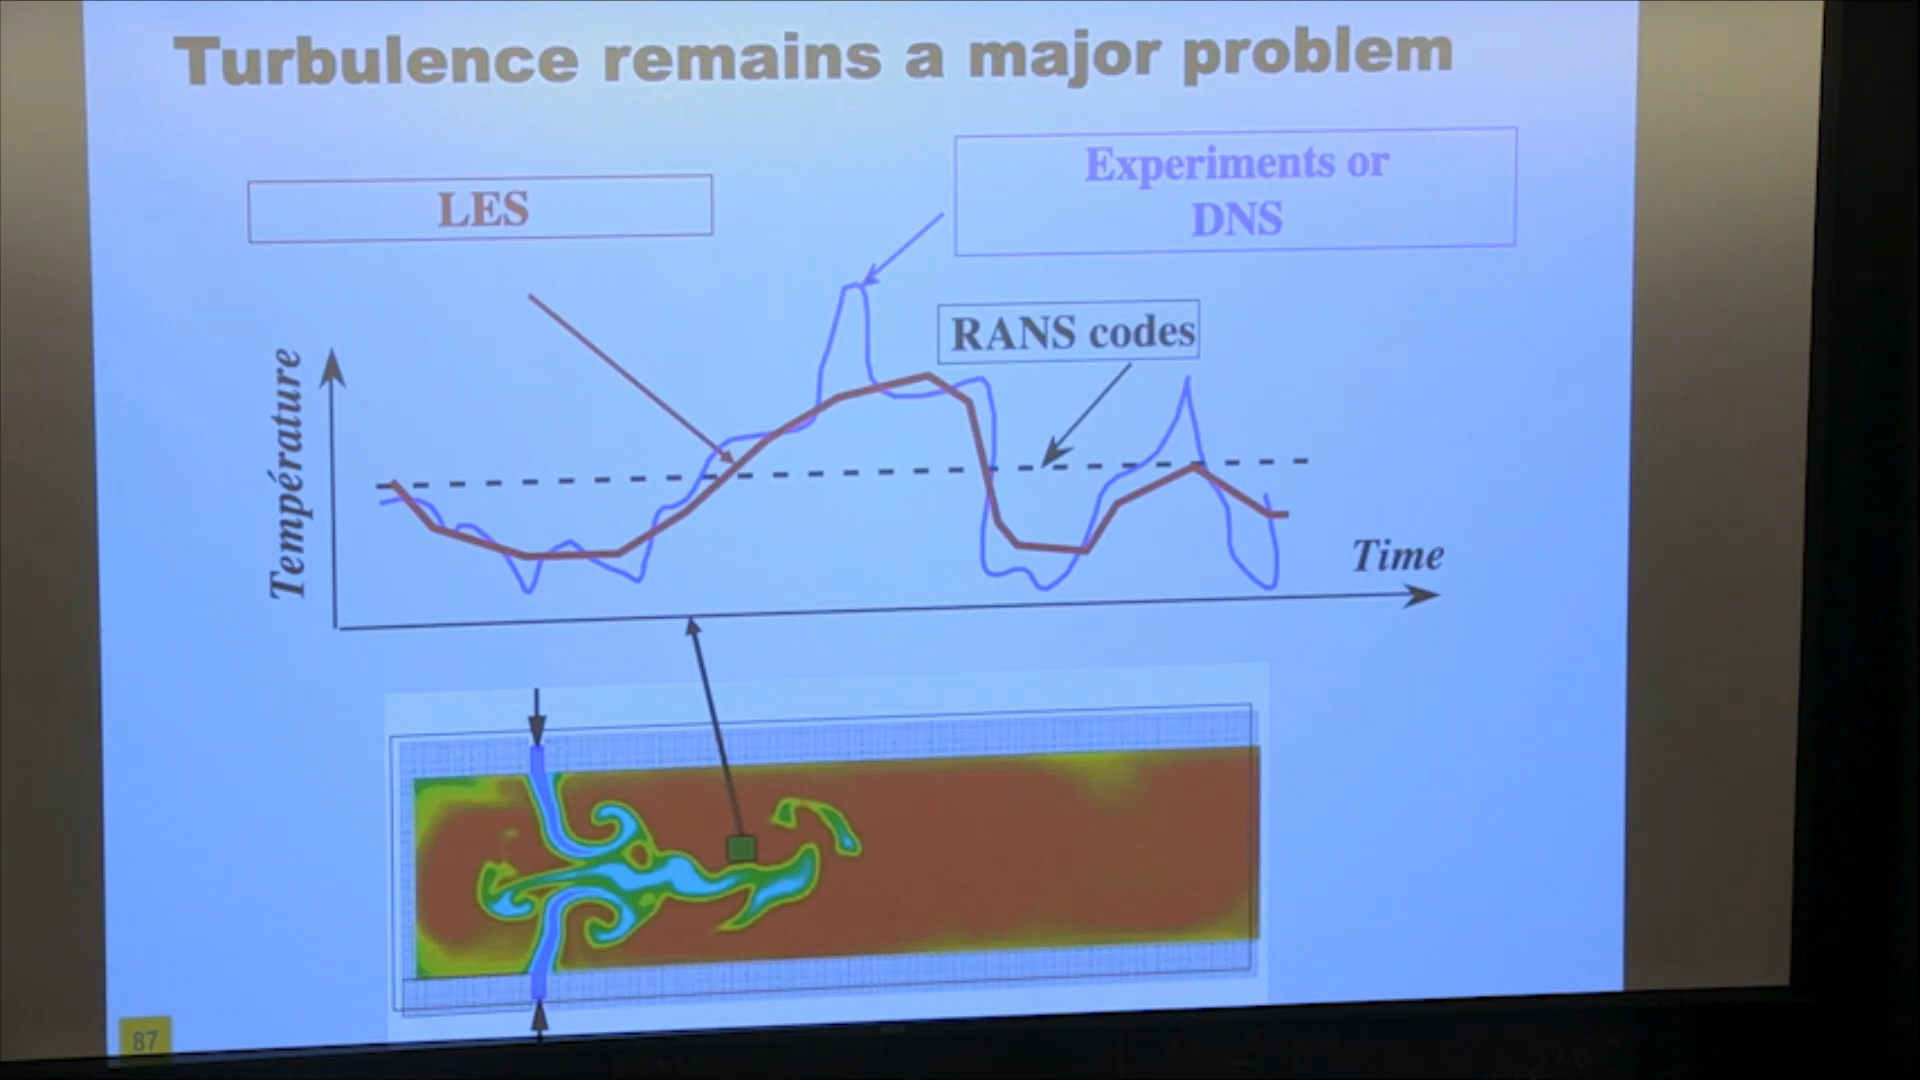 Turbulence remains a major problem
LES
Experiments or
DNS
RANS codes
Température
Time
87